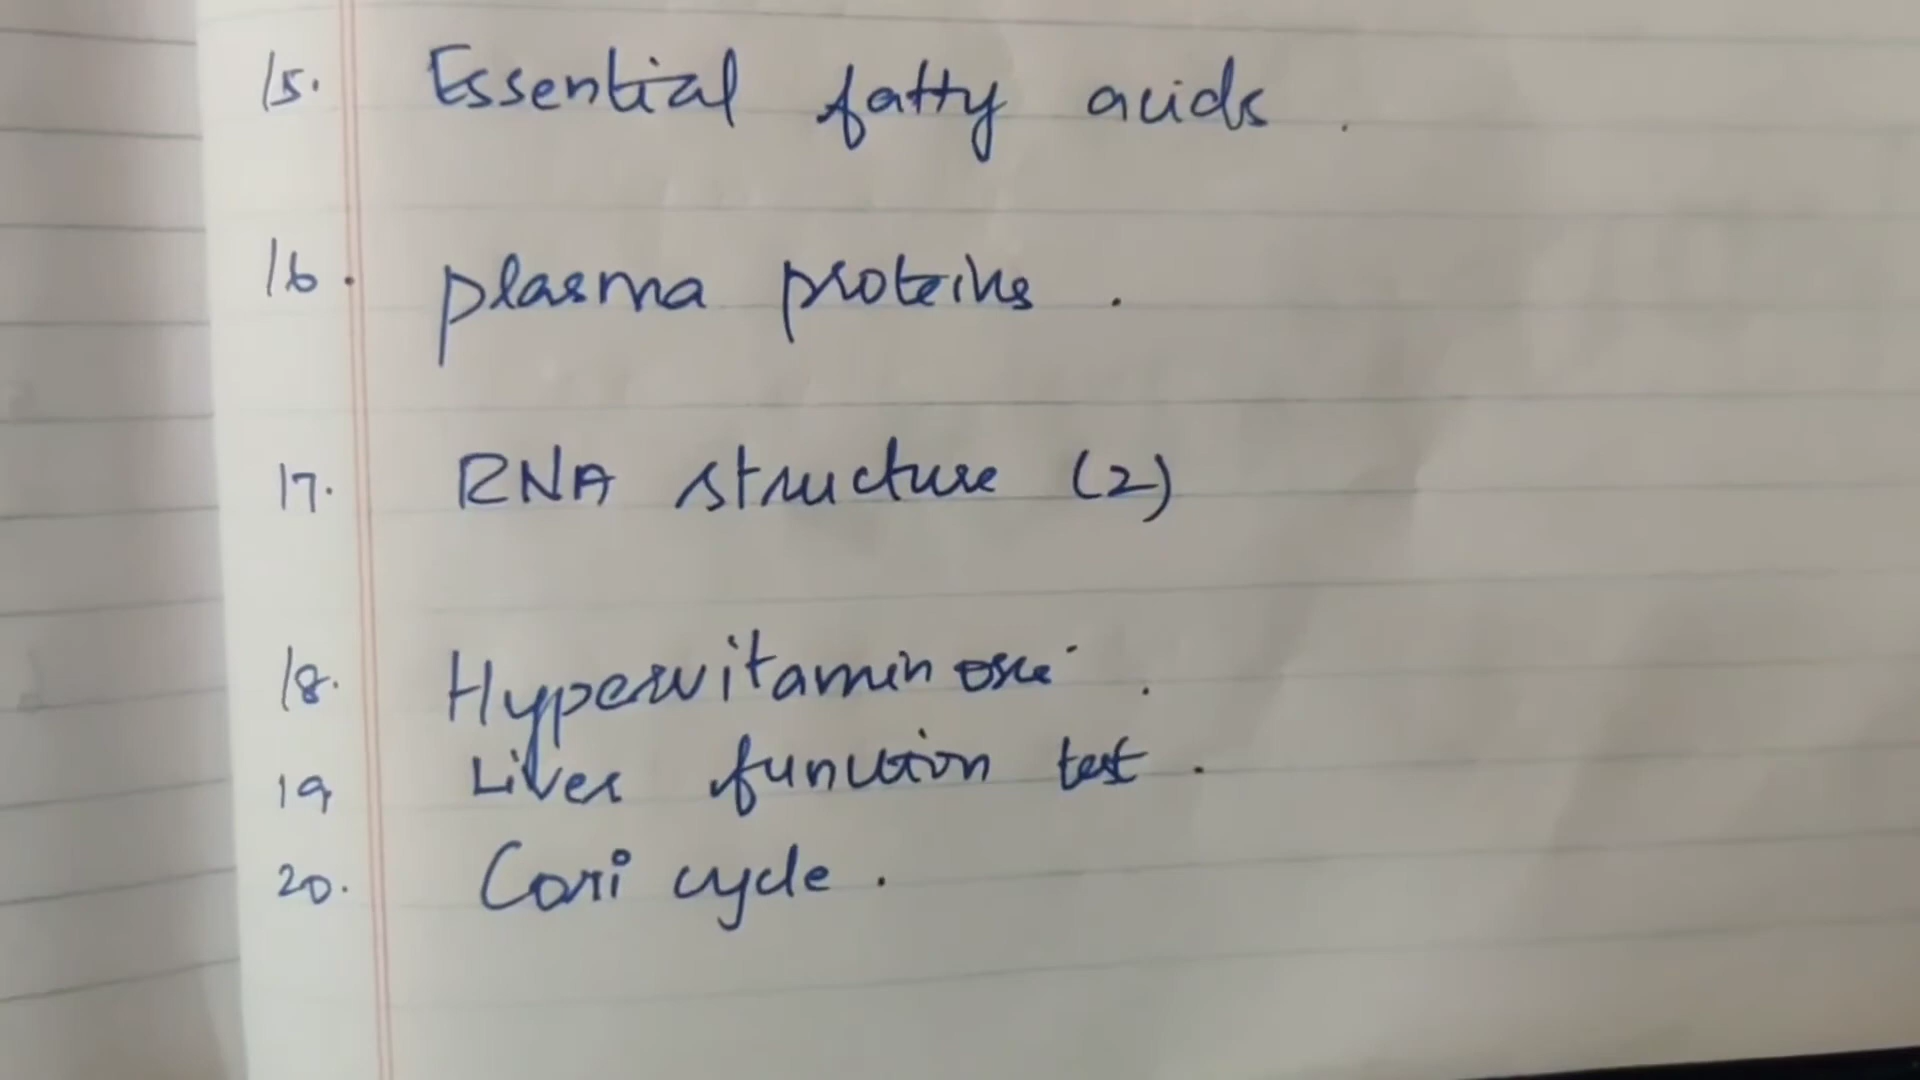 15. Essential fatty acids.
16. plasma proteins.
17. RNA structure (2)
18. Hypervitaminosis.
19 Liver function test.
20. Cori cycle.